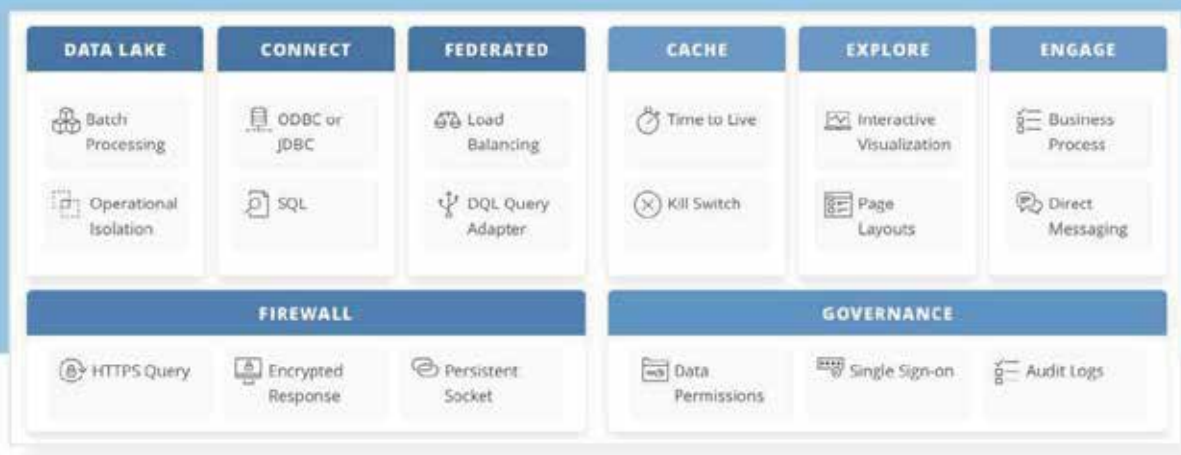 DATA LAKE
Batch
Processing
Operational
Isolation
CONNECT
ODBC or
JDBC
SQL
FEDERATED
Load
Balancing
DQL Query
Adapter
CACHE
Time to Live
Kill Switch
EXPLORE
Interactive
Visualization
Page
Layouts
ENGAGE
Business
Process
Direct
Messaging
FIREWALL
HTTPS Query
Encrypted
Response
Persistent
Socket
GOVERNANCE
Data
Permissions
Single Sign-on
Audit Logs